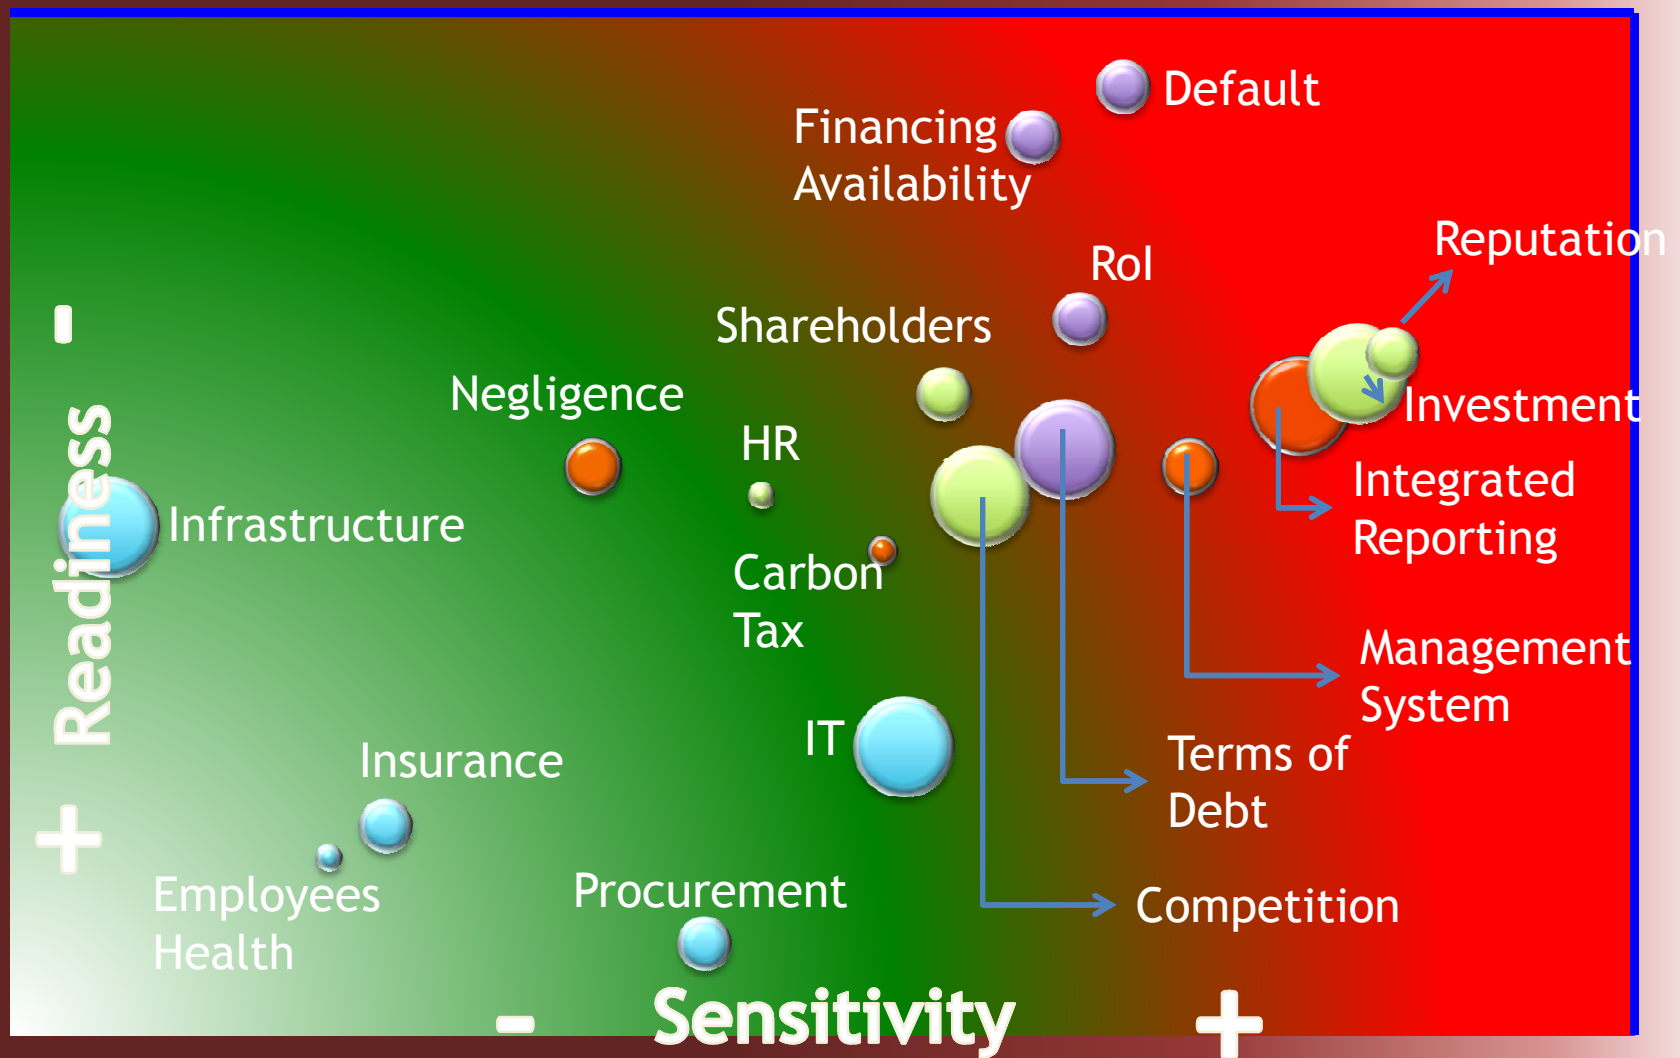 Default
Financing
Availability
Reputation
RoI
Shareholders
-
Negligence
Investment
HR
Integrated
Reporting
Readiness
Infrastructure
Carbon
Tax
Management
System
IT
Terms of
Debt
Insurance
+
Employees
Health
Procurement
Competition
- Sensitivity +